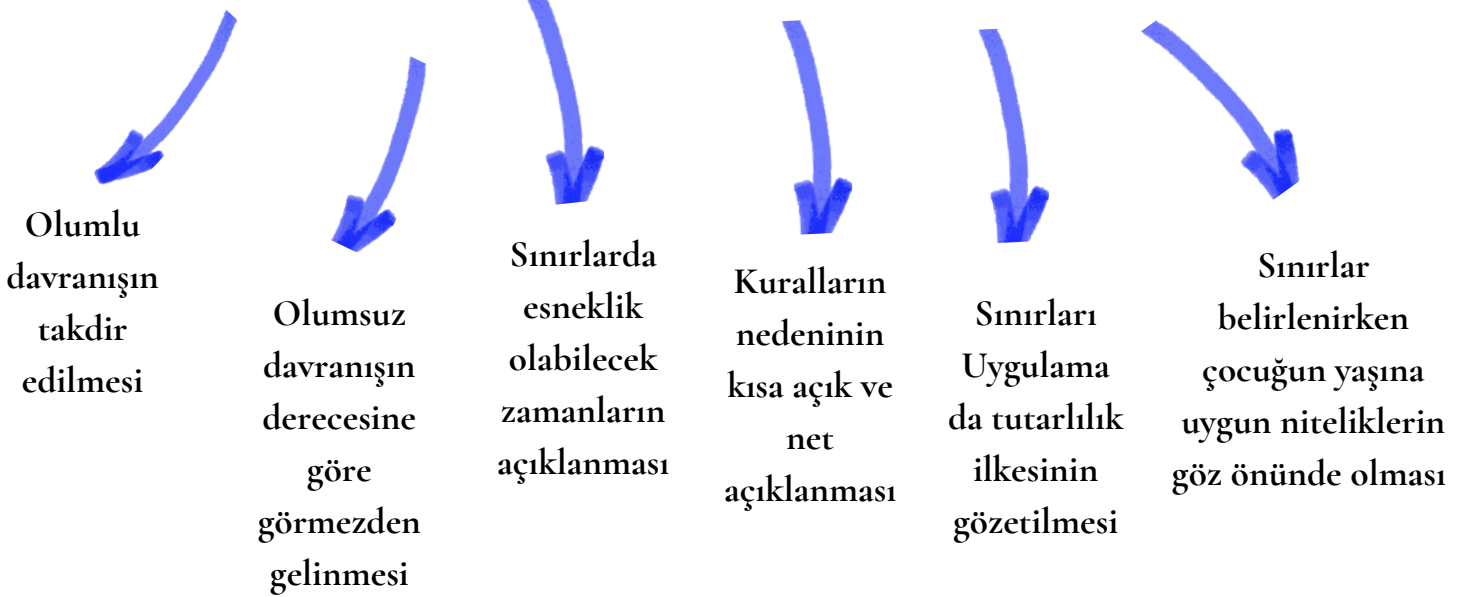 Olumlu
davranışın
takdir
edilmesi
Olumsuz
davranışın
derecesine
göre
görmezden
gelinmesi
Sınırlarda
esneklik
olabilecek
zamanların
açıklanması
Kuralların
nedeninin
kısa açık ve
net
açıklanması
Sınırları
Uygulama
da tutarlılık
ilkesinin
gözetilmesi
Sınırlar
belirlenirken
çocuğun yaşına
uygun niteliklerin
göz önünde olması